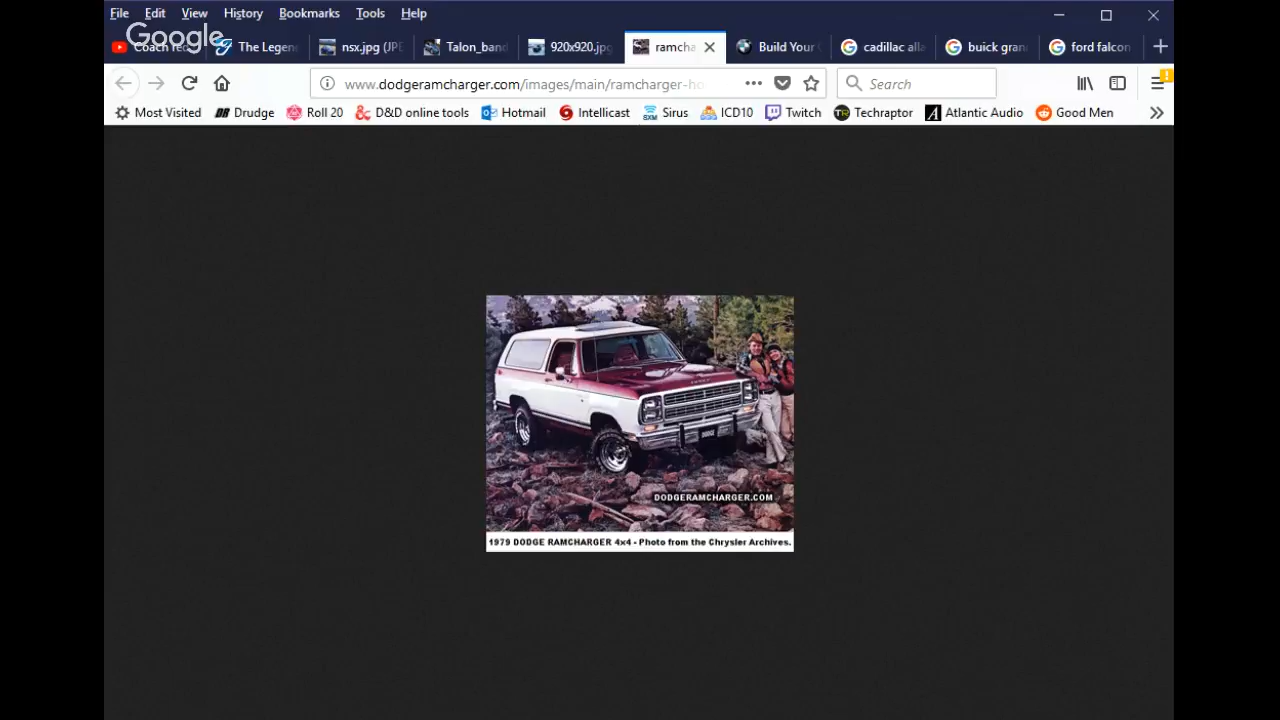 File Edit View History Bookmarks Tools Help
Google
The Legen nsx.jpg (JPE Talon_band 920x920.jpg ramcha Build Your cadillac alla buick gran ford falcon
www.dodgeramcharger.com/images/main/ramcharger-ho Search
Most Visited Drudge Roll 20 D&D online tools Hotmail Intellicast Sirus ICD10 Twitch Techraptor Atlantic Audio Good Men
DODGE
DODGERAMCHARGER.COM
1979 DODGE RAMCHARGER 4x4 - Photo from the Chrysler Archives.